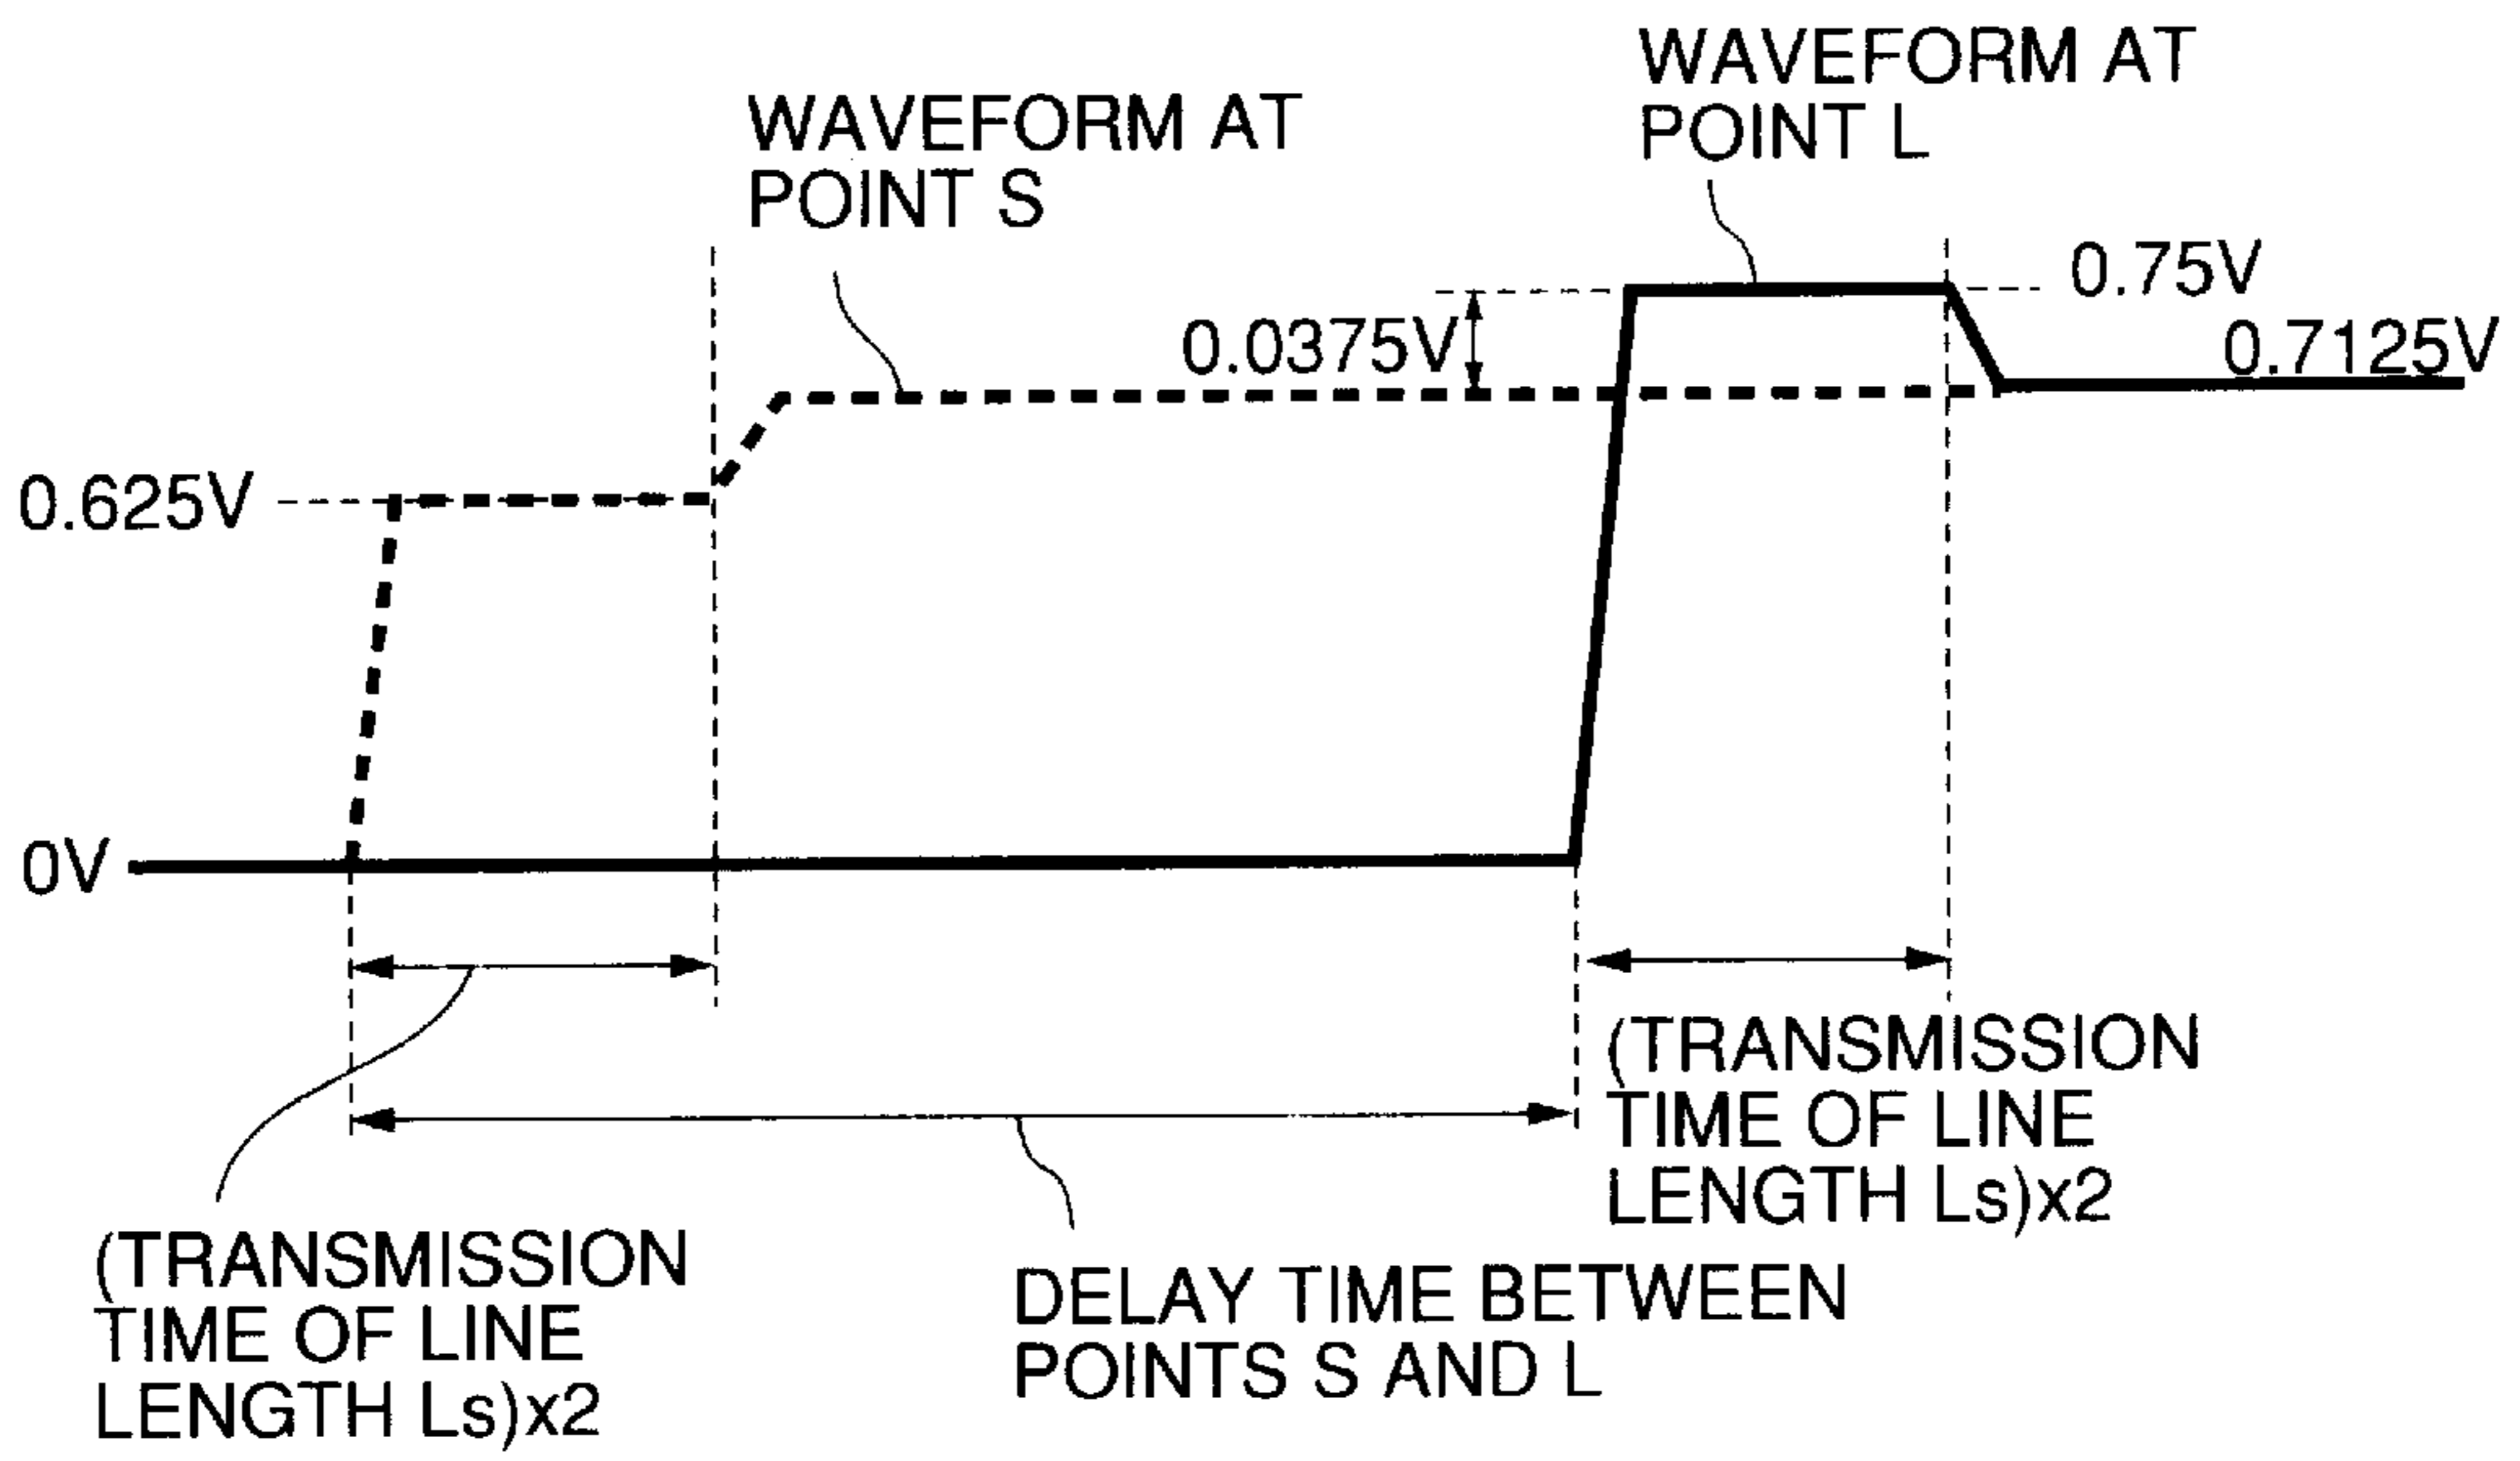 WAVEFORM AT
POINT L
WAVEFORM AT
POINT S
0.75V
0.0375V
0.7125V
0.625V
0V
(TRANSMISSION
TIME OF LINE
LENGTH Ls)x2
(TRANSMISSION
TIME OF LINE
LENGTH Ls)x2
DELAY TIME BETWEEN
POINTS S AND L